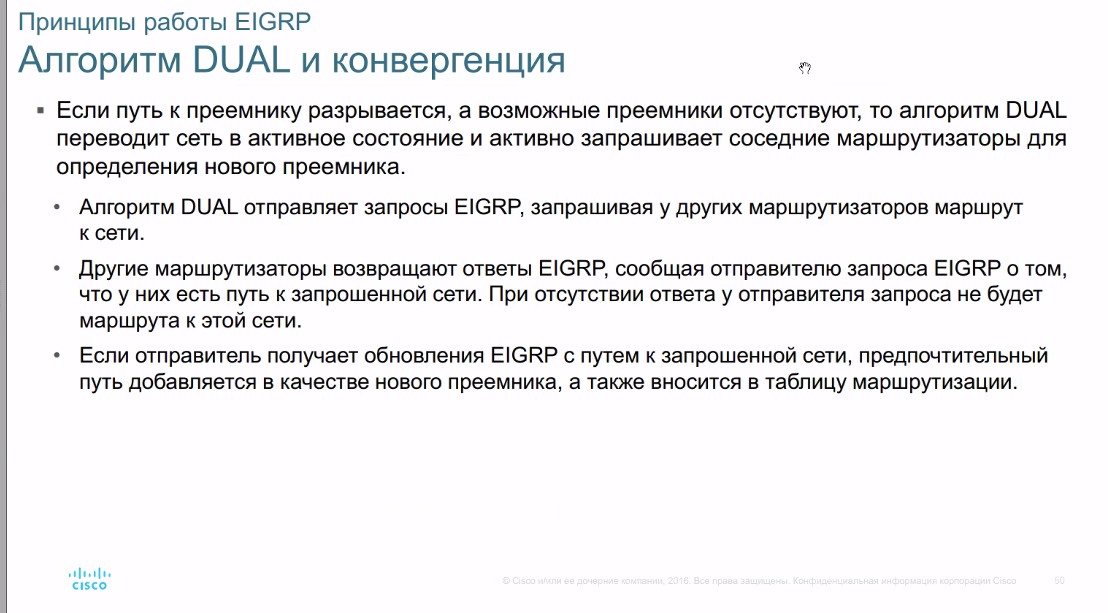 Принципы работы EIGRP
Алгоритм DUAL и конвергенция
▪ Если путь к преемнику разрывается, а возможные преемники отсутствуют, то алгоритм DUAL
переводит сеть в активное состояние и активно запрашивает соседние маршрутизаторы для
определения нового преемника.
• Алгоритм DUAL отправляет запросы EIGRP, запрашивая у других маршрутизаторов маршрут
к сети.
• Другие маршрутизаторы возвращают ответы EIGRP, сообщая отправителю запроса EIGRP о том,
что у них есть путь к запрошенной сети. При отсутствии ответа у отправителя запроса не будет
маршрута к этой сети.
• Если отправитель получает обновления EIGRP с путем к запрошенной сети, предпочтительный
путь добавляется в качестве нового преемника, а также вносится в таблицу маршрутизации.
CISCO
© Cisco и/или ее дочерние компании, 2016. Все права защищены. Конфиденциальная информация корпорации Cisco
50